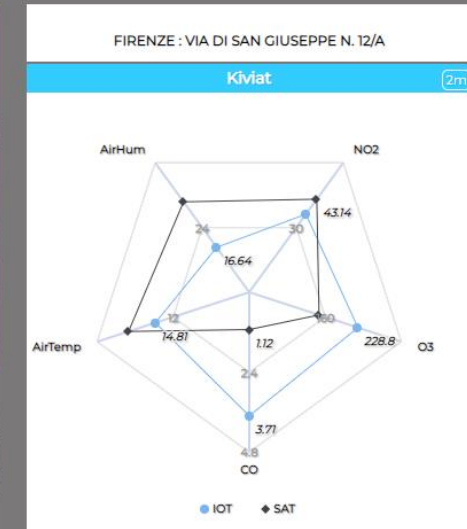 FIRENZE : VIA DI SAN GIUSEPPE N. 12/A
Kiviat
2m
AirHum
NO2
24
30
43.14
16.64
12
160
14.81
228.8
AirTemp
O3
1.12
2.4
3.71
4.8
CO
IOT
SAT